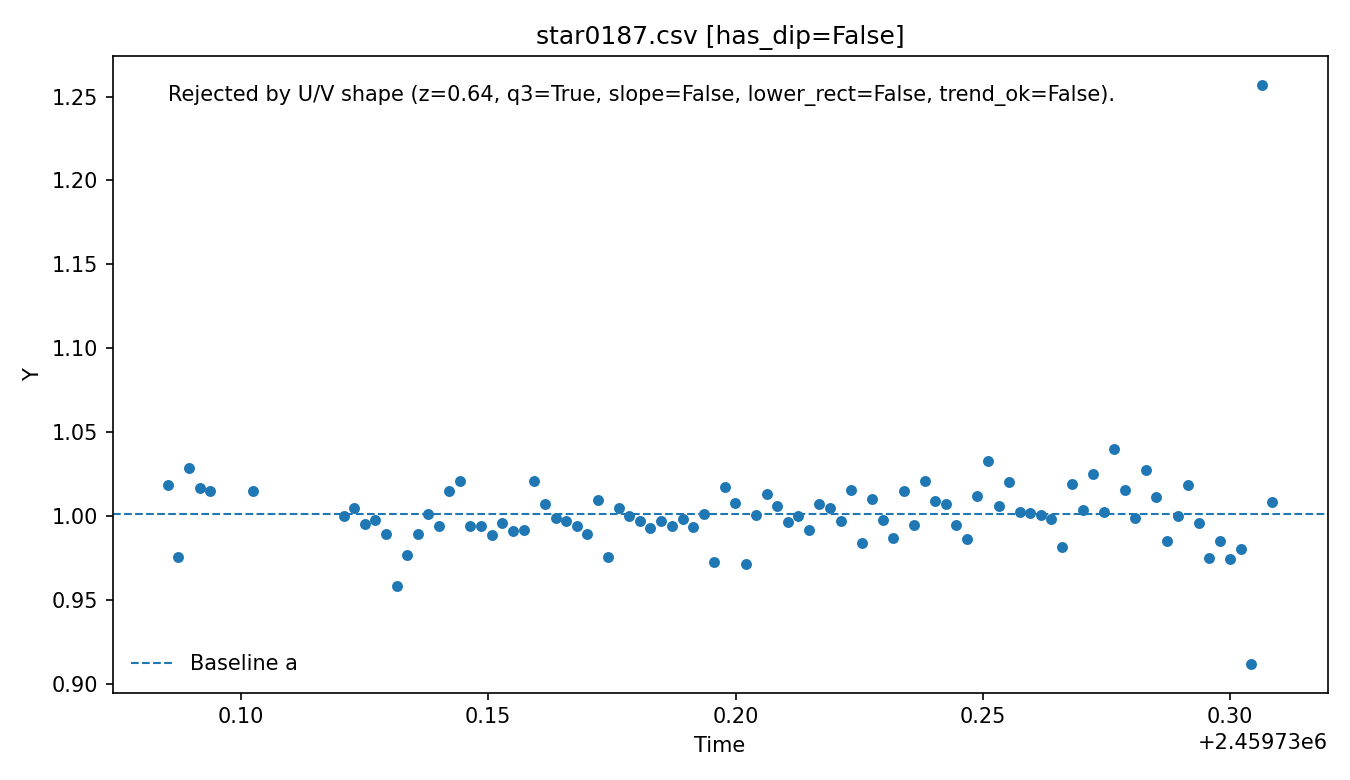 star0187.csv [has_dip=False]
Rejected by U/V shape (z=0.64, q3=True, slope=False, lower_rect=False, trend_ok=False).
1.25
1.20
1.15
1.10
1.05
1.00
0.95
0.90
Y
Baseline a
0.10 0.15 0.20 0.25 0.30
Time
+2.45973e6